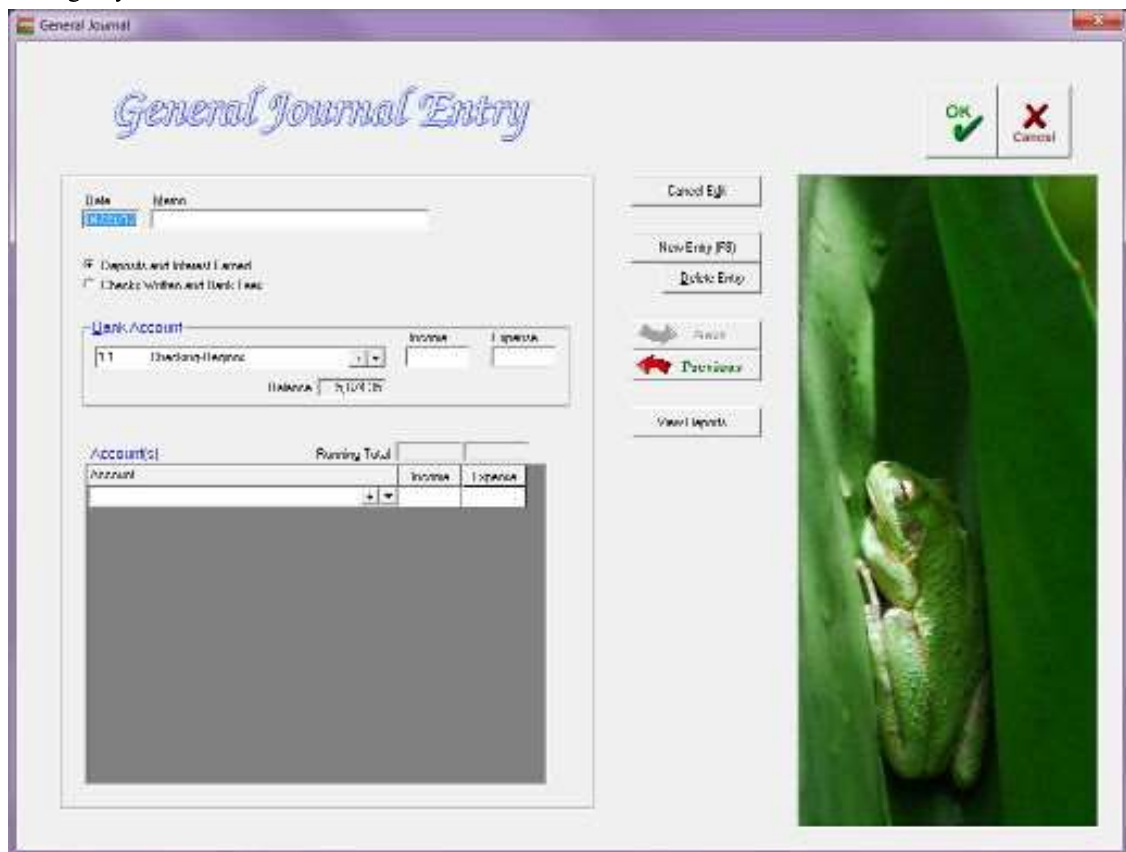 General Journal
General Journal Entry
OK
Cancel
Date Memo
Deposits and Interest Earned
Checks Written and Bank Fees
Bank Account
Income Expense
11 Checking-
Balance
Account(s) Running Total
Account Income Expense
Cancel Edit
New Entry (F8)
Delete Entry
Next
Previous
View Reports